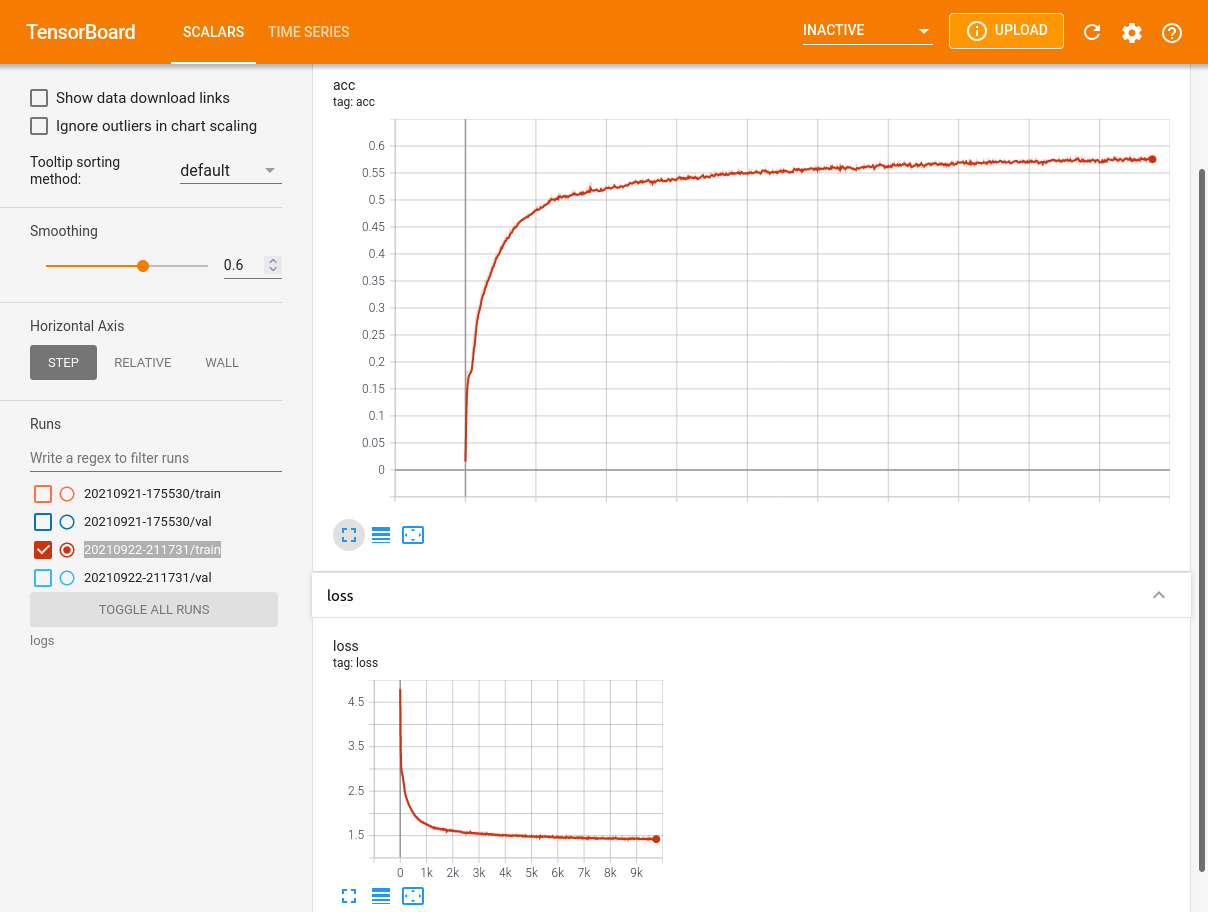 TensorBoard
SCALARS
TIME SERIES
INACTIVE
UPLOAD
Show data download links
Ignore outliers in chart scaling
Tooltip sorting
method:
default
Smoothing
0.6
Horizontal Axis
STEP
RELATIVE
WALL
Runs
Write a regex to filter runs
20210921-175530/train
20210921-175530/val
20210922-211731/train
20210922-211731/val
TOGGLE ALL RUNS
logs
acc
tag: acc
0.6
0.55
0.5
0.45
0.4
0.35
0.3
0.25
0.2
0.15
0.1
0.05
0
loss
loss
tag: loss
4.5
3.5
2.5
1.5
0 1k 2k 3k 4k 5k 6k 7k 8k 9k